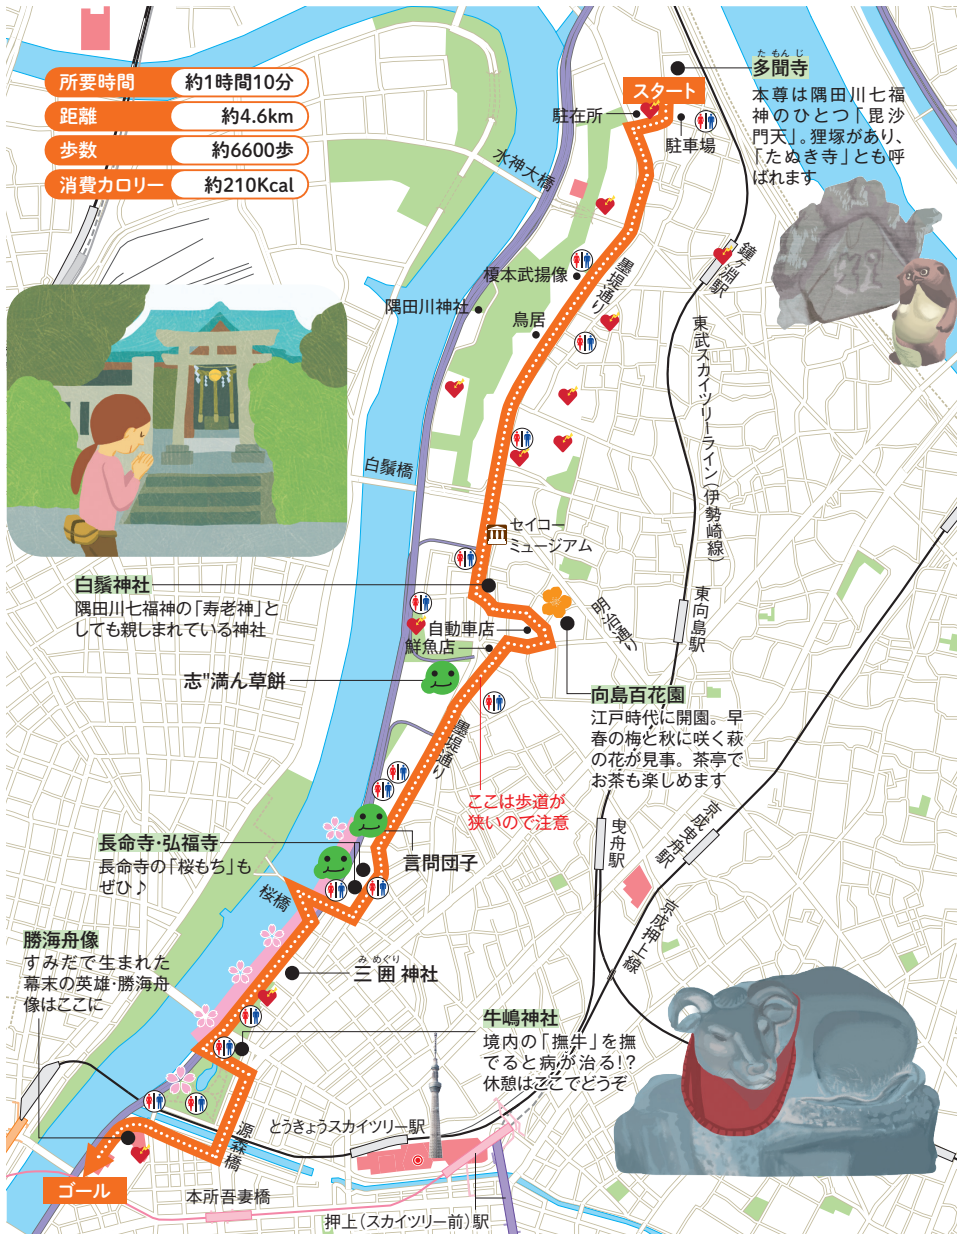 所要時間 約1時間10分
距離 約4.6km
歩数 約6600歩
消費カロリー 約210Kcal
たもんじ
多聞寺
本尊は隅田川七福
神のひとつ「毘沙
門天」。狸塚があり、
「たぬき寺」とも呼
ばれます
スタート
駐在所
駐車場
水神大橋
鐘ヶ淵駅
榎本武揚像
墨堤通り
隅田川神社
鳥居
東武スカイツリーライン(伊勢崎線)
白鬚橋
セイコー
ミュージアム
白鬚神社
隅田川七福神の「寿老神」と
しても親しまれている神社
自動車店
鮮魚店
明治通り
東向島駅
志"満ん草餅
向島百花園
江戸時代に開園。早
春の梅と秋に咲く萩
の花が見事。茶亭で
お茶も楽しめます
墨堤通り
ここは歩道が
狭いので注意
曳舟駅
京成曳舟駅
長命寺・弘福寺
長命寺の「桜もち」も
ぜひ♪
言問団子
桜橋
京成押上線
勝海舟像
すみだで生まれた
幕末の英雄・勝海舟
像はここに
みめぐり
三囲神社
牛嶋神社
境内の「撫牛」を撫
でると病が治る!?
休憩はここでどうぞ
源森橋
とうきょうスカイツリー駅
ゴール
本所吾妻橋
押上(スカイツリー前)駅